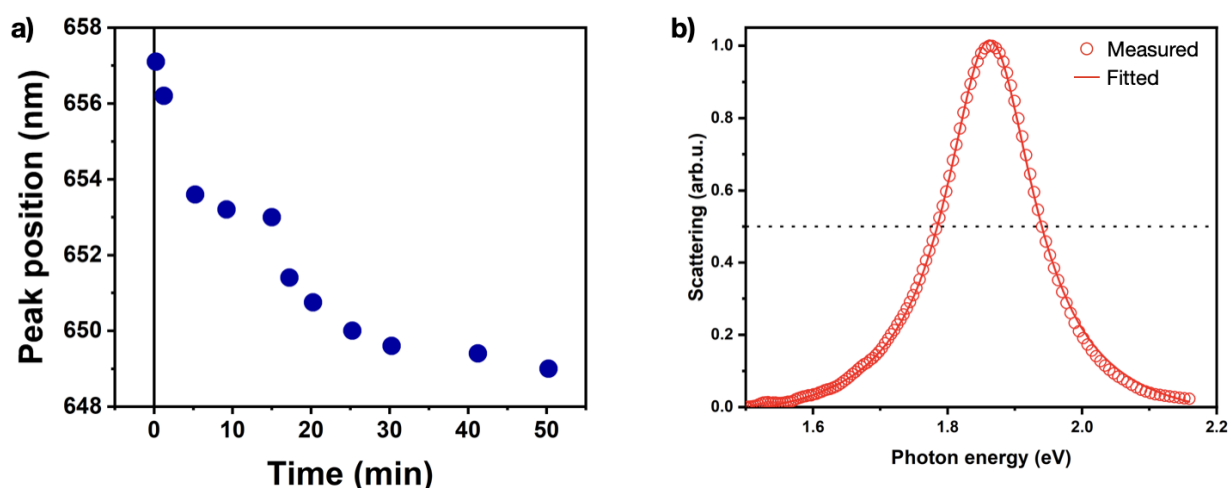 a)
Peak position (nm)
658
656
654
652
650
648
0
10
20
30
40
50
Time (min)
b)
Scattering (arb.u.)
1.0
0.8
0.6
0.4
0.2
0.0
Measured
Fitted
1.6
1.8
2.0
2.2
Photon energy (eV)